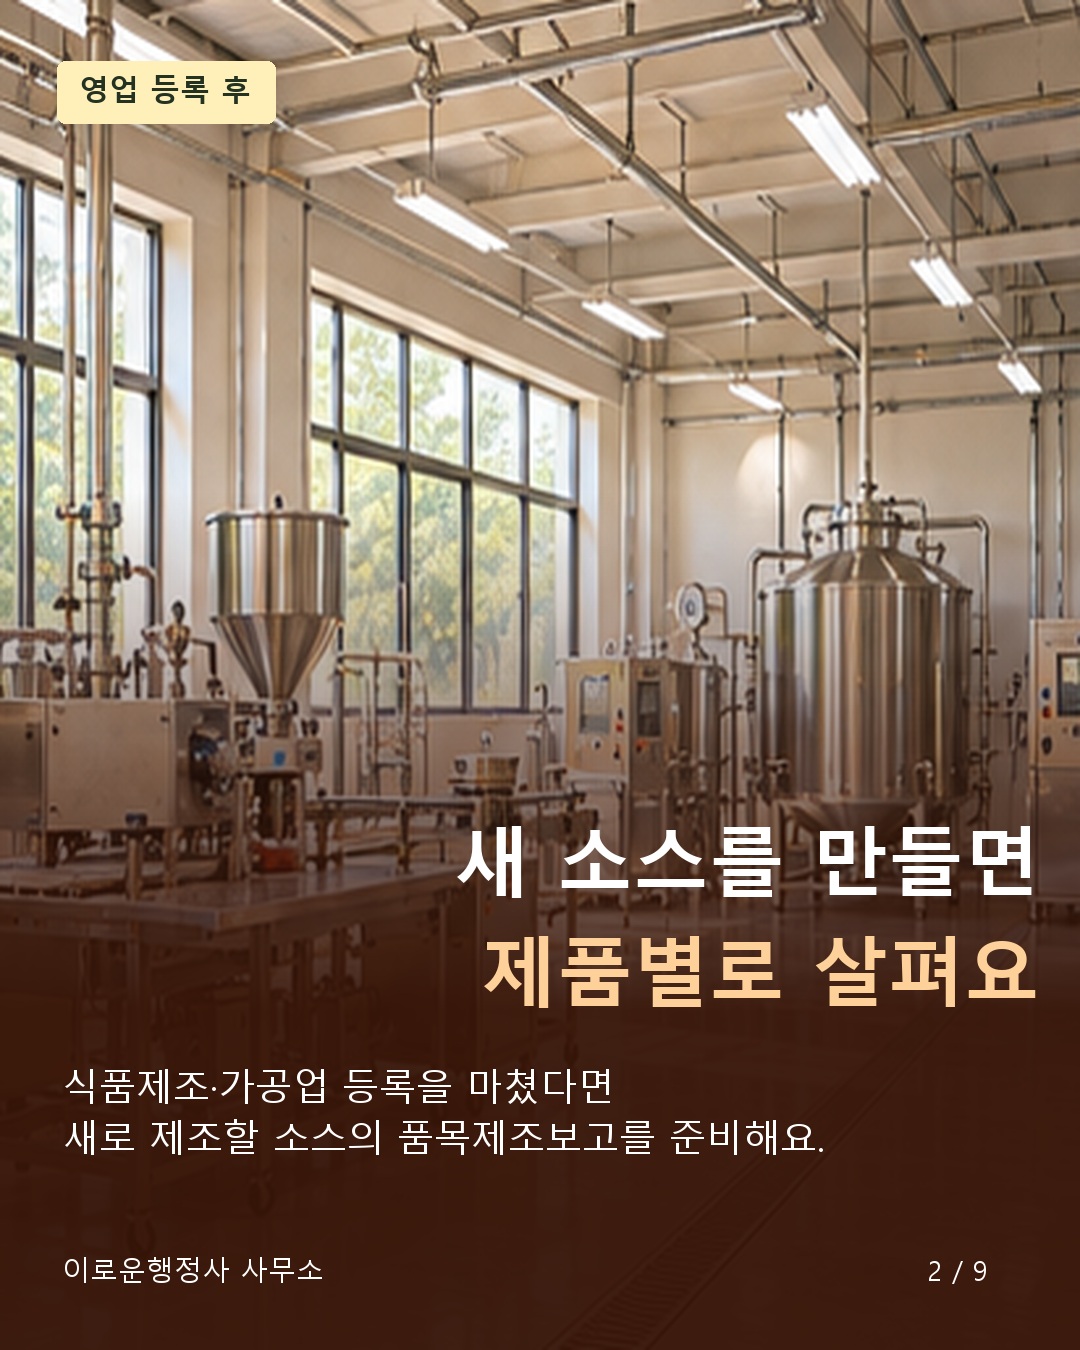 영업 등록 후
새 소스를 만들면
제품별로 살펴요
식품제조·가공업 등록을 마쳤다면
새로 제조할 소스의 품목제조보고를 준비해요.
이로운행정사 사무소
2 / 9